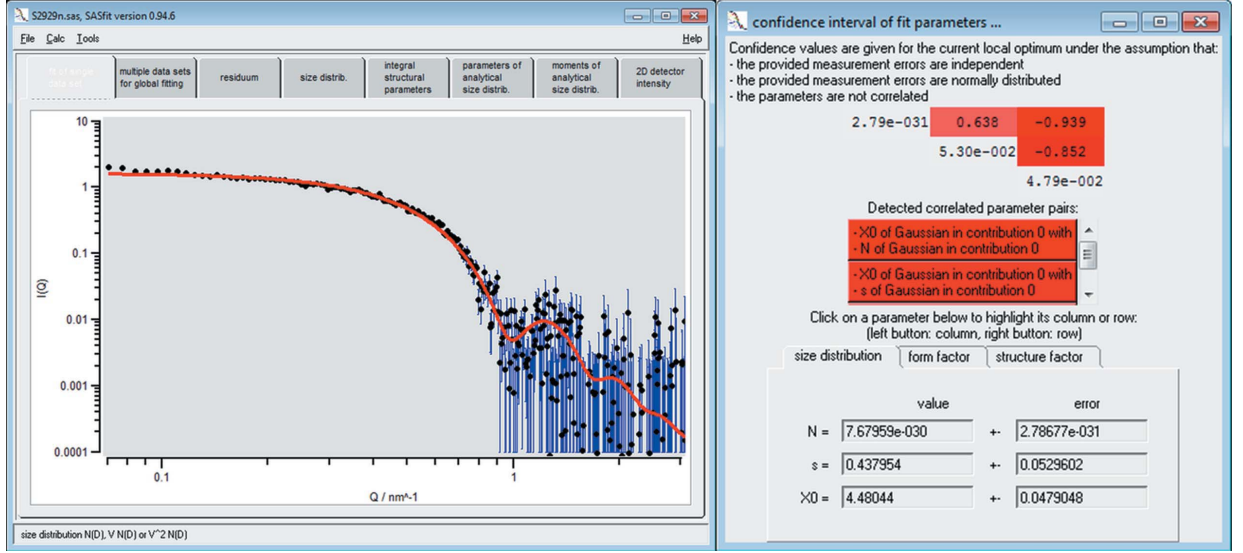 S2929n.sas, SASfit version 0.94.6
File Calc Tools Help
fit of single data set
multiple data sets for global fitting
residuum
size distrib.
integral structural parameters
parameters of analytical size distrib.
moments of analytical size distrib.
2D detector intensity
10
1
0.1
0.01
0.001
0.0001
I(Q)
0.1
1
Q / nm^-1
size distribution N(D), V N(D) or V^2 N(D)
confidence interval of fit parameters ...
Confidence values are given for the current local optimum under the assumption that:
- the provided measurement errors are independent
- the provided measurement errors are normally distributed
- the parameters are not correlated
2.79e-031 0.638 -0.939
5.30e-002 -0.852
4.79e-002
Detected correlated parameter pairs:
- X0 of Gaussian in contribution 0 with
- N of Gaussian in contribution 0
- X0 of Gaussian in contribution 0 with
- s of Gaussian in contribution 0
Click on a parameter below to highlight its column or row:
(left button: column, right button: row)
size distribution form factor structure factor
value error
N = 7.67959e-030 +- 2.78677e-031
s = 0.437954 +- 0.0529602
X0 = 4.48044 +- 0.0479048